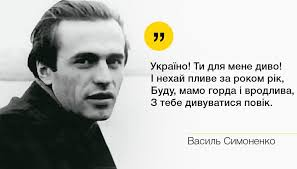 ”
Україно! Ти для мене диво!
І нехай пливе за роком рік,
Буду, мамо горда і вродлива,
З тебе дивуватися повік.
Василь Симоненко